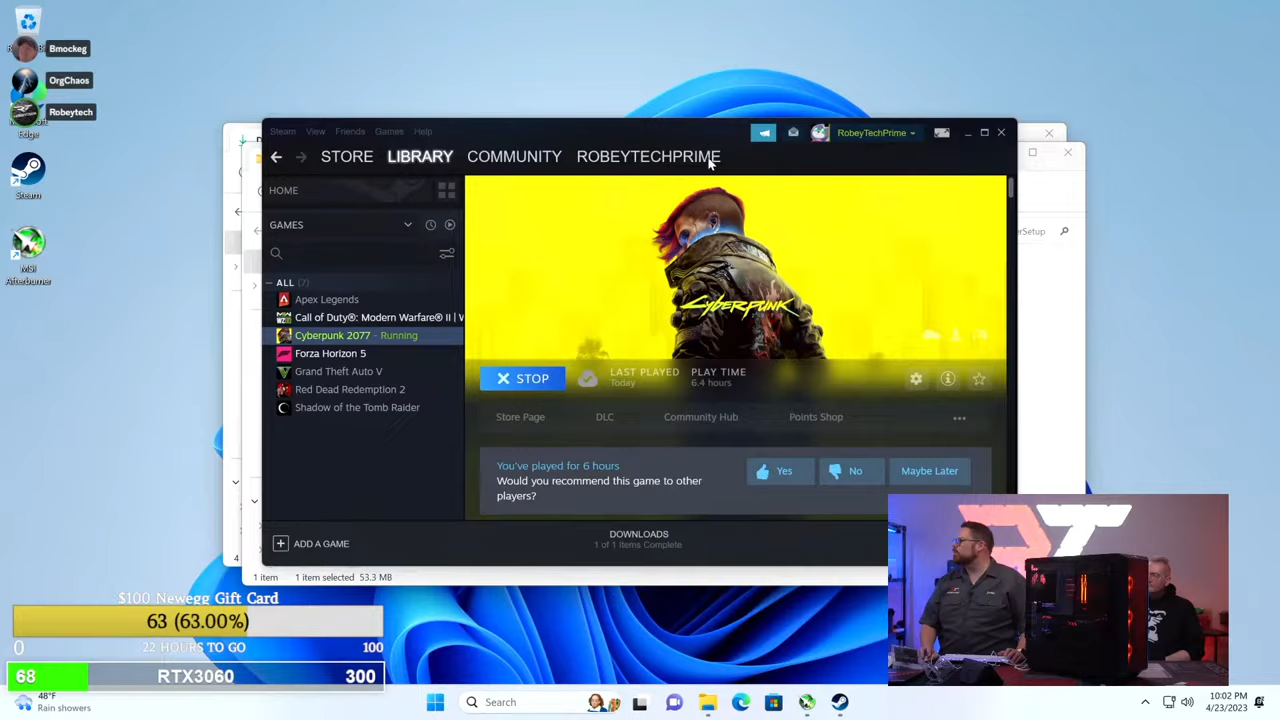 Bmockeg
OrgChaos
Robeytech
Edge
Steam
MSI
Afterburner
Steam View Friends Games Help
RobeyTechPrime
STORE LIBRARY COMMUNITY ROBEYTECHPRIME
HOME
GAMES
ALL (7)
Apex Legends
Call of Duty®: Modern Warfare® II | W
Cyberpunk 2077 - Running
Forza Horizon 5
Grand Theft Auto V
Red Dead Redemption 2
Shadow of the Tomb Raider
CYBERPUNK
STOP
LAST PLAYED
Today
PLAY TIME
6.4 hours
Store Page DLC Community Hub Points Shop
You've played for 6 hours
Would you recommend this game to other
players?
Yes No Maybe Later
ADD A GAME
DOWNLOADS
1 of 1 Items Complete
erSetup
1 item 1 item selected 53.3 MB
$100 Newegg Gift Card
63 (63.00%)
0 22 HOURS TO GO 100
68 RTX3060 300
48°F
Rain showers
Search
10:02 PM
4/23/2023